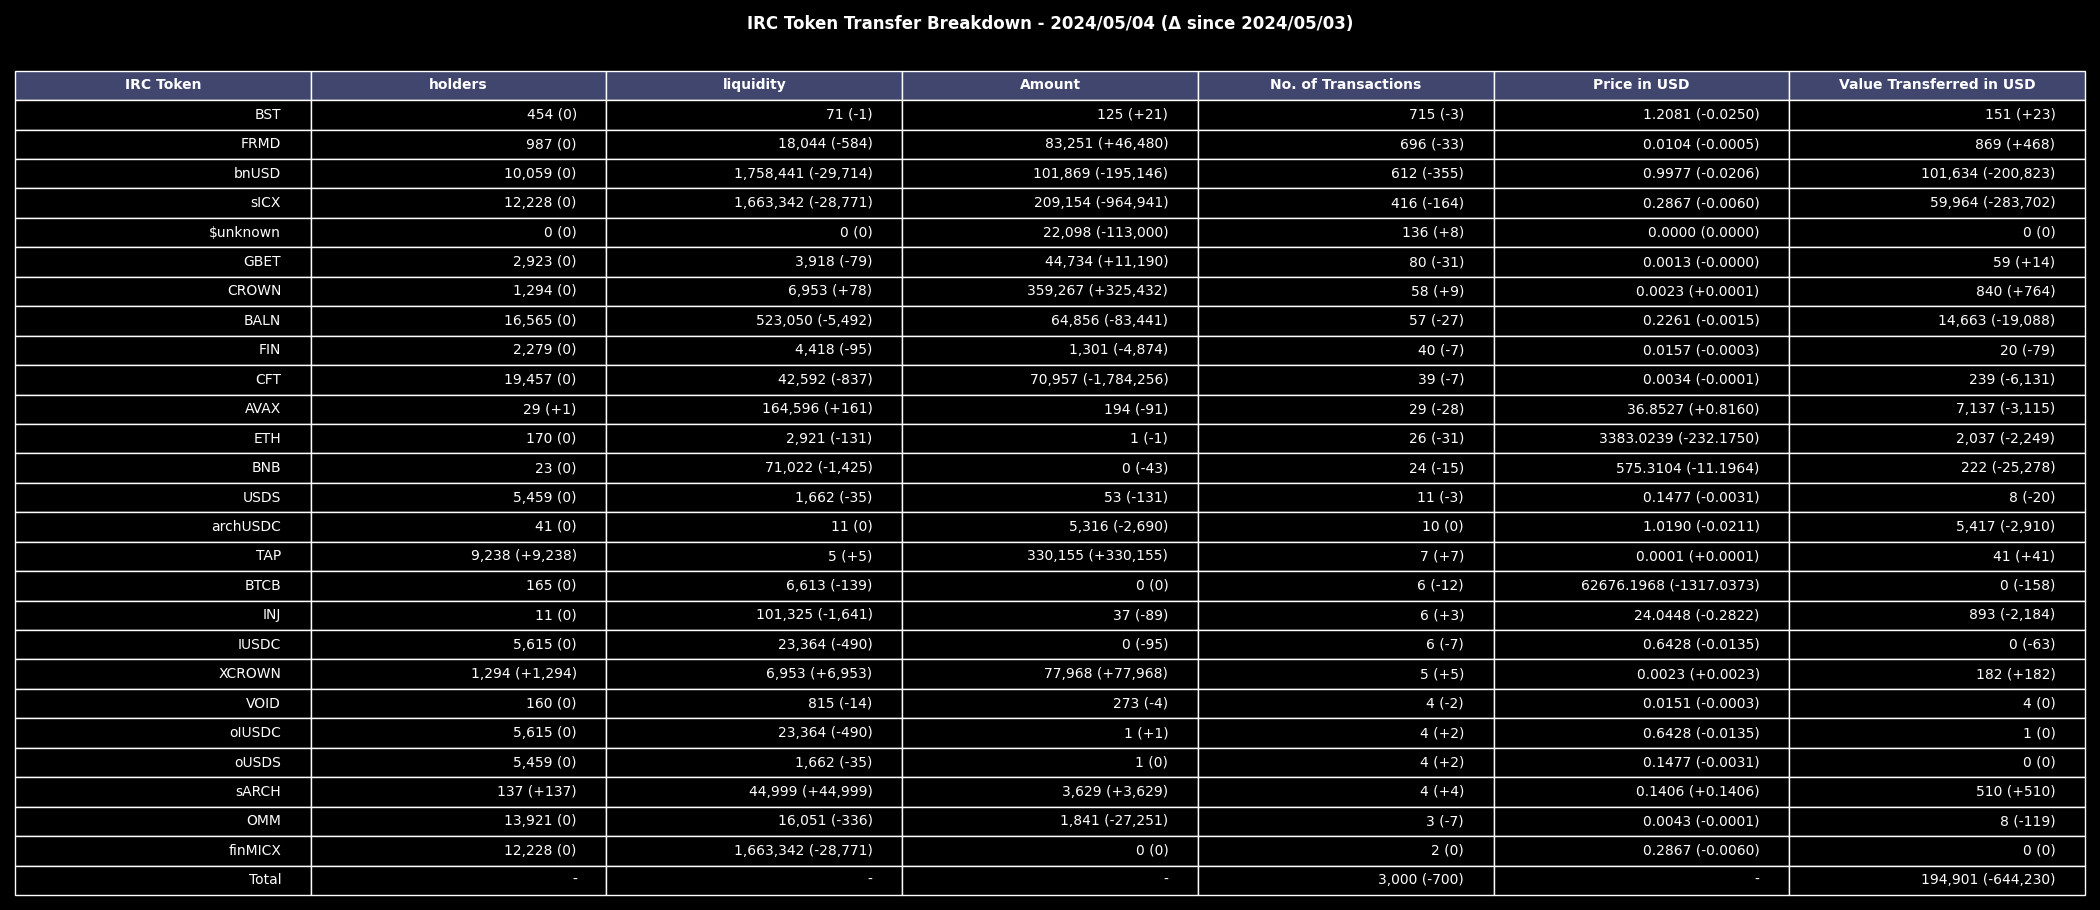 IRC Token Transfer Breakdown - 2024/05/04 (Δ since 2024/05/03)
IRC Token holders liquidity Amount No. of Transactions Price in USD Value Transferred in USD
BST 454 (0) 71 (-1) 125 (+21) 715 (-3) 1.2081 (-0.0250) 151 (+23)
FRMD 987 (0) 18,044 (-584) 83,251 (+46,480) 696 (-33) 0.0104 (-0.0005) 869 (+468)
bnUSD 10,059 (0) 1,758,441 (-29,714) 101,869 (-195,146) 612 (-355) 0.9977 (-0.0206) 101,634 (-200,823)
sICX 12,228 (0) 1,663,342 (-28,771) 209,154 (-964,941) 416 (-164) 0.2867 (-0.0060) 59,964 (-283,702)
$unknown 0 (0) 0 (0) 22,098 (-113,000) 136 (+8) 0.0000 (0.0000) 0 (0)
GBET 2,923 (0) 3,918 (-79) 44,734 (+11,190) 80 (-31) 0.0013 (-0.0000) 59 (+14)
CROWN 1,294 (0) 6,953 (+78) 359,267 (+325,432) 58 (+9) 0.0023 (+0.0001) 840 (+764)
BALN 16,565 (0) 523,050 (-5,492) 64,856 (-83,441) 57 (-27) 0.2261 (-0.0015) 14,663 (-19,088)
FIN 2,279 (0) 4,418 (-95) 1,301 (-4,874) 40 (-7) 0.0157 (-0.0003) 20 (-79)
CFT 19,457 (0) 42,592 (-837) 70,957 (-1,784,256) 39 (-7) 0.0034 (-0.0001) 239 (-6,131)
AVAX 29 (+1) 164,596 (+161) 194 (-91) 29 (-28) 36.8527 (+0.8160) 7,137 (-3,115)
ETH 170 (0) 2,921 (-131) 1 (-1) 26 (-31) 3383.0239 (-232.1750) 2,037 (-2,249)
BNB 23 (0) 71,022 (-1,425) 0 (-43) 24 (-15) 575.3104 (-11.1964) 222 (-25,278)
USDS 5,459 (0) 1,662 (-35) 53 (-131) 11 (-3) 0.1477 (-0.0031) 8 (-20)
archUSDC 41 (0) 11 (0) 5,316 (-2,690) 10 (0) 1.0190 (-0.0211) 5,417 (-2,910)
TAP 9,238 (+9,238) 5 (+5) 330,155 (+330,155) 7 (+7) 0.0001 (+0.0001) 41 (+41)
BTCB 165 (0) 6,613 (-139) 0 (0) 6 (-12) 62676.1968 (-1317.0373) 0 (-158)
INJ 11 (0) 101,325 (-1,641) 37 (-89) 6 (+3) 24.0448 (-0.2822) 893 (-2,184)
IUSDC 5,615 (0) 23,364 (-490) 0 (-95) 6 (-7) 0.6428 (-0.0135) 0 (-63)
XCROWN 1,294 (+1,294) 6,953 (+6,953) 77,968 (+77,968) 5 (+5) 0.0023 (+0.0023) 182 (+182)
VOID 160 (0) 815 (-14) 273 (-4) 4 (-2) 0.0151 (-0.0003) 4 (0)
oIUSDC 5,615 (0) 23,364 (-490) 1 (+1) 4 (+2) 0.6428 (-0.0135) 1 (0)
oUSDS 5,459 (0) 1,662 (-35) 1 (0) 4 (+2) 0.1477 (-0.0031) 0 (0)
sARCH 137 (+137) 44,999 (+44,999) 3,629 (+3,629) 4 (+4) 0.1406 (+0.1406) 510 (+510)
OMM 13,921 (0) 16,051 (-336) 1,841 (-27,251) 3 (-7) 0.0043 (-0.0001) 8 (-119)
finMICX 12,228 (0) 1,663,342 (-28,771) 0 (0) 2 (0) 0.2867 (-0.0060) 0 (0)
Total - - - 3,000 (-700) - 194,901 (-644,230)